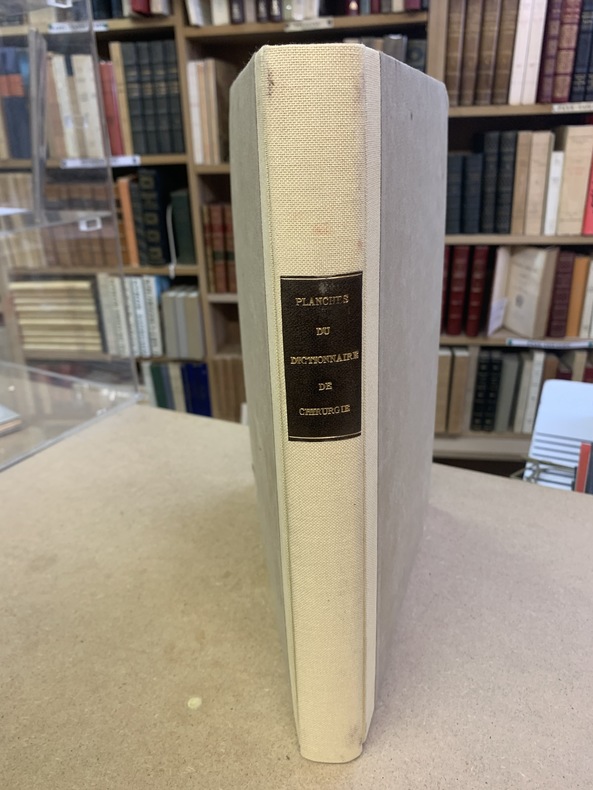 PLANCHES
DU
DICTIONNAIRE
DE
CHIRURGIE